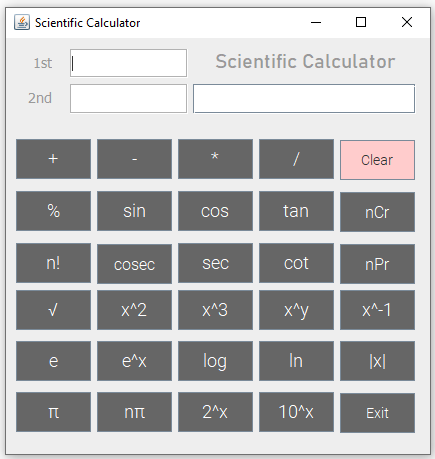 Scientific Calculator
1st Scientific Calculator
2nd
+ - * / Clear
% sin cos tan nCr
n! cosec sec cot nPr
√ x^2 x^3 x^y x^-1
e e^x log ln |x|
π nπ 2^x 10^x Exit